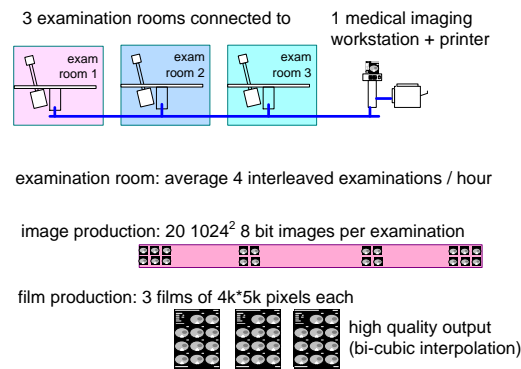 3 examination rooms connected to
1 medical imaging
workstation + printer
exam
room 1
exam
room 2
exam
room 3
examination room: average 4 interleaved examinations / hour
image production: 20 1024² 8 bit images per examination
film production: 3 films of 4k*5k pixels each
high quality output
(bi-cubic interpolation)